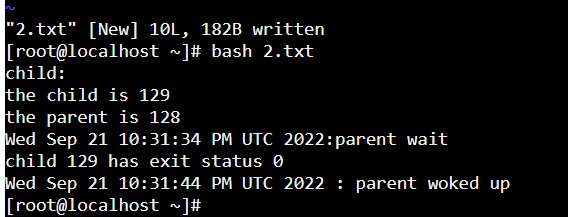 ~
"2.txt" [New] 10L, 182B written
[root@localhost ~]# bash 2.txt
child:
the child is 129
the parent is 128
Wed Sep 21 10:31:34 PM UTC 2022:parent wait
child 129 has exit status 0
Wed Sep 21 10:31:44 PM UTC 2022 : parent woked up
[root@localhost ~]#